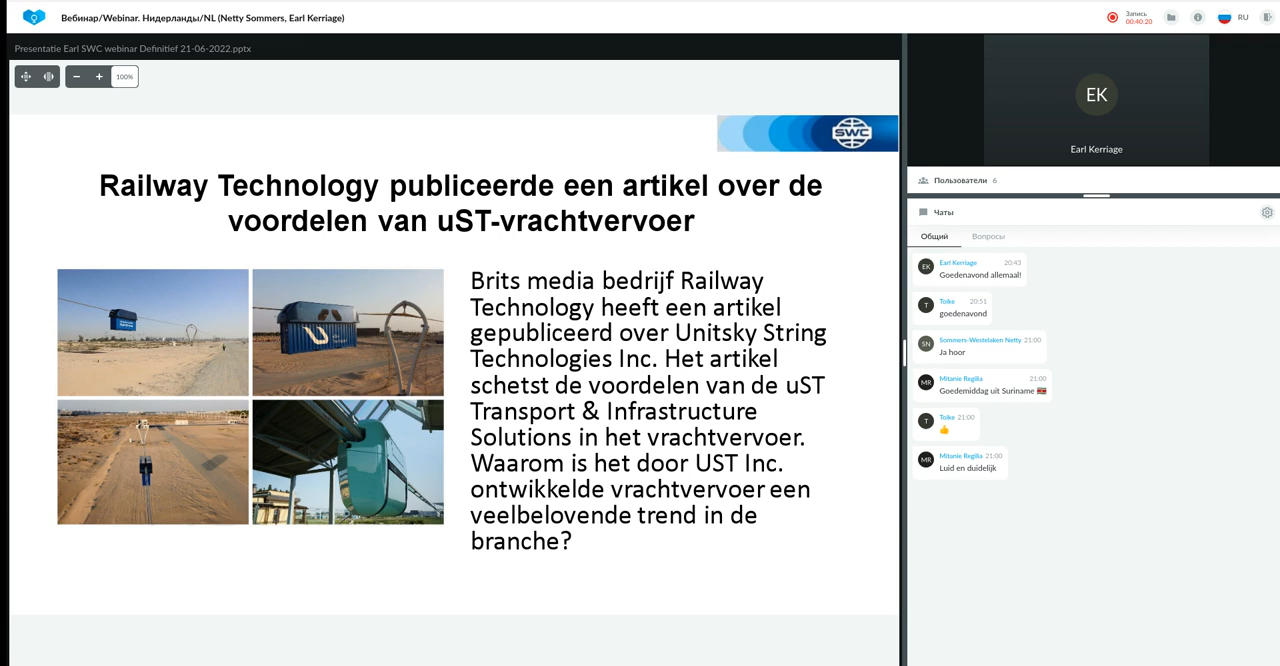 Вебинар/Webinar. Нидерланды/NL (Netty Sommers, Earl Kerriage)
Запись
00:40:20
RU
Presentatie Earl SWC webinar Definitief 21-06-2022.pptx
100%
SWC
Railway Technology publiceerde een artikel over de
voordelen van uST-vrachtvervoer
Brits media bedrijf Railway
Technology heeft een artikel
gepubliceerd over Unitsky String
Technologies Inc. Het artikel
schetst de voordelen van de uST
Transport & Infrastructure
Solutions in het vrachtvervoer.
Waarom is het door UST Inc.
ontwikkelde vrachtvervoer een
veelbelovende trend in de
branche?
EK
Earl Kerriage
Пользователи 6
Чаты
Общий Вопросы
EK Earl Kerriage 20:43
Goedenavond allemaal!
T Toike 20:51
goedenavond
SN Sommers-Westelaken Netty 21:00
Ja hoor
MR Mitanie Regilia 21:00
Goedemiddag uit Suriname 🇸🇷
T Toike 21:00
👍
MR Mitanie Regilia 21:00
Luid en duidelijk